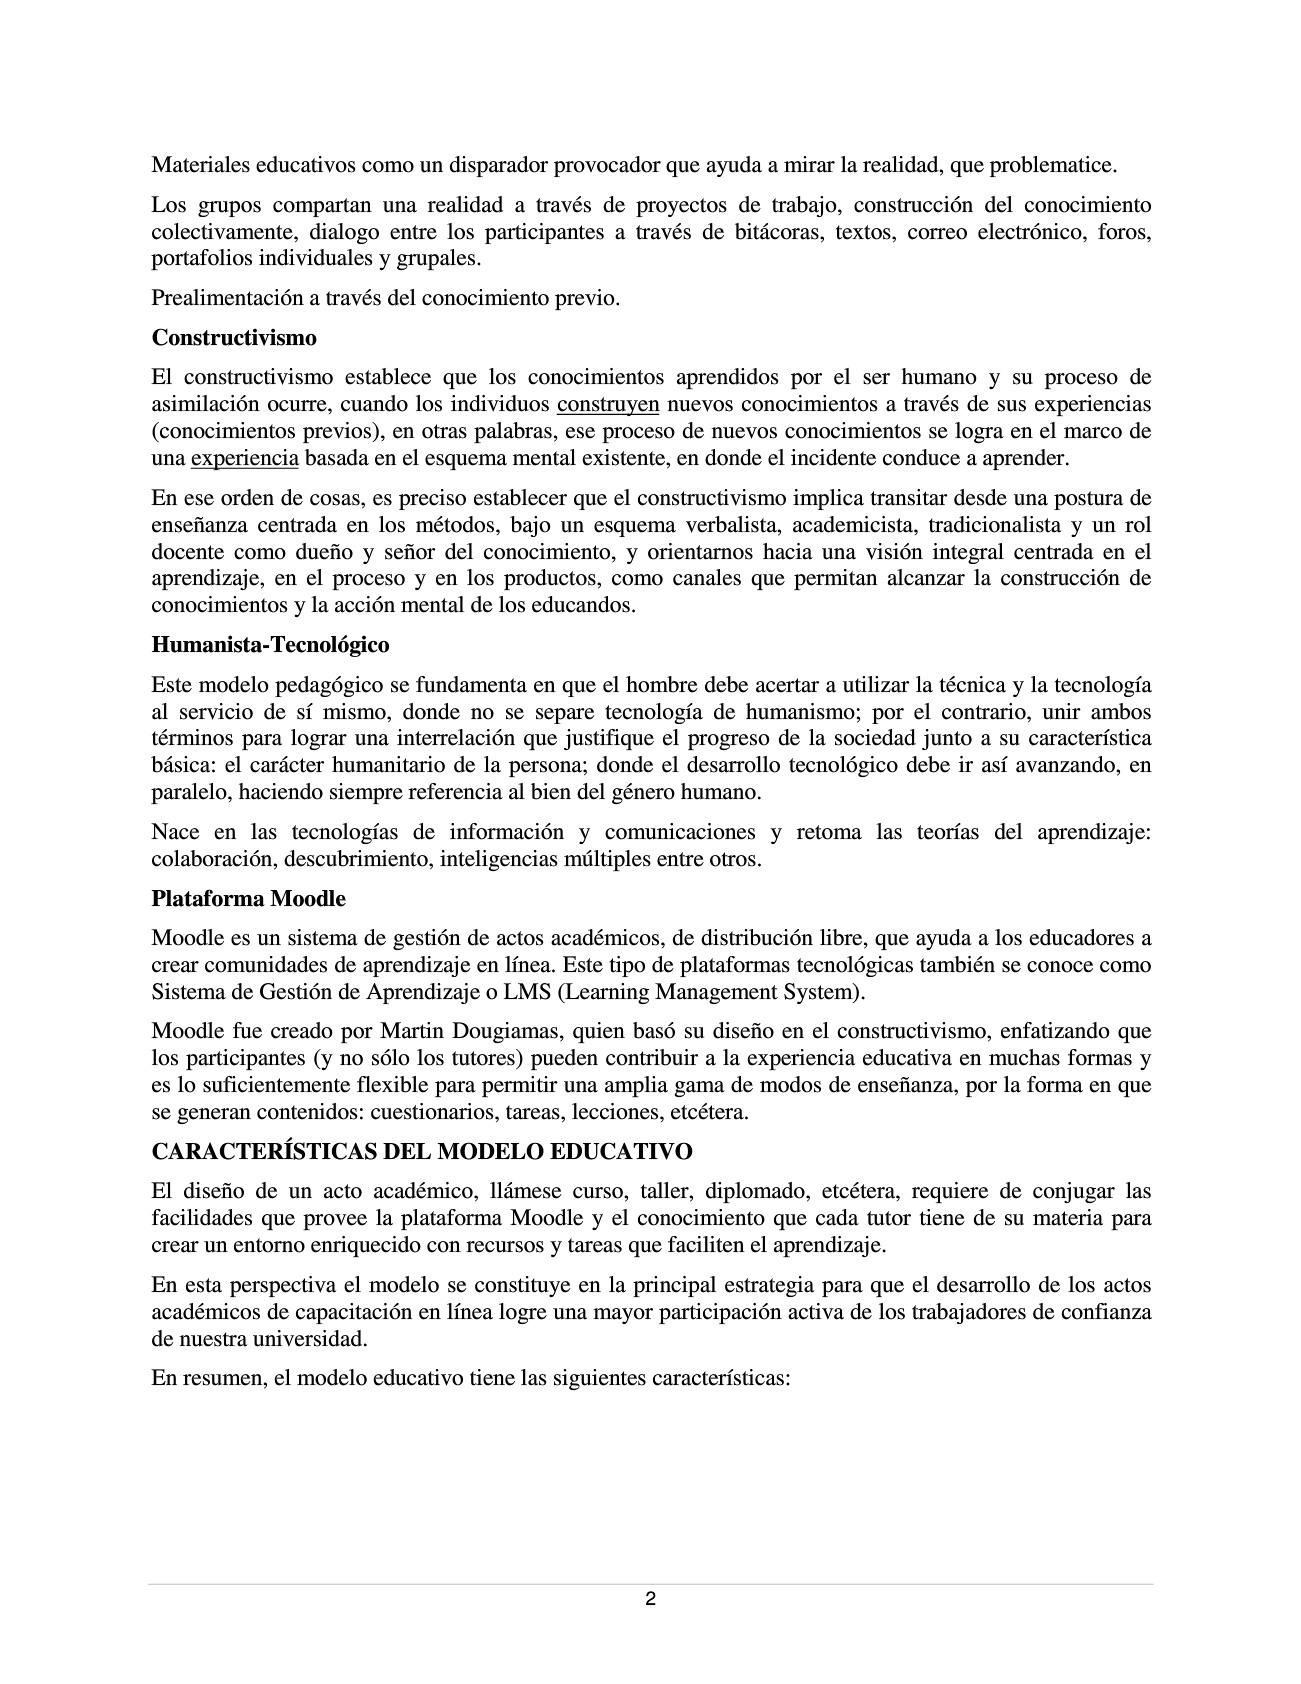 Materiales educativos como un disparador provocador que ayuda a mirar la realidad, que problematice.
Los grupos compartan una realidad a través de proyectos de trabajo, construcción del conocimiento
colectivamente, dialogo entre los participantes a través de bitácoras, textos, correo electrónico, foros,
portafolios individuales y grupales.
Prealimentación a través del conocimiento previo.
Constructivismo
El constructivismo establece que los conocimientos aprendidos por el ser humano y su proceso de
asimilación ocurre, cuando los individuos construyen nuevos conocimientos a través de sus experiencias
(conocimientos previos), en otras palabras, ese proceso de nuevos conocimientos se logra en el marco de
una experiencia basada en el esquema mental existente, en donde el incidente conduce a aprender.
En ese orden de cosas, es preciso establecer que el constructivismo implica transitar desde una postura de
enseñanza centrada en los métodos, bajo un esquema verbalista, academicista, tradicionalista y un rol
docente como dueño y señor del conocimiento, y orientarnos hacia una visión integral centrada en el
aprendizaje, en el proceso y en los productos, como canales que permitan alcanzar la construcción de
conocimientos y la acción mental de los educandos.
Humanista-Tecnológico
Este modelo pedagógico se fundamenta en que el hombre debe acertar a utilizar la técnica y la tecnología
al servicio de sí mismo, donde no se separe tecnología de humanismo; por el contrario, unir ambos
términos para lograr una interrelación que justifique el progreso de la sociedad junto a su característica
básica: el carácter humanitario de la persona; donde el desarrollo tecnológico debe ir así avanzando, en
paralelo, haciendo siempre referencia al bien del género humano.
Nace en las tecnologías de información y comunicaciones y retoma las teorías del aprendizaje:
colaboración, descubrimiento, inteligencias múltiples entre otros.
Plataforma Moodle
Moodle es un sistema de gestión de actos académicos, de distribución libre, que ayuda a los educadores a
crear comunidades de aprendizaje en línea. Este tipo de plataformas tecnológicas también se conoce como
Sistema de Gestión de Aprendizaje o LMS (Learning Management System).
Moodle fue creado por Martin Dougiamas, quien basó su diseño en el constructivismo, enfatizando que
los participantes (y no sólo los tutores) pueden contribuir a la experiencia educativa en muchas formas y
es lo suficientemente flexible para permitir una amplia gama de modos de enseñanza, por la forma en que
se generan contenidos: cuestionarios, tareas, lecciones, etcétera.
CARACTERÍSTICAS DEL MODELO EDUCATIVO
El diseño de un acto académico, llámese curso, taller, diplomado, etcétera, requiere de conjugar las
facilidades que provee la plataforma Moodle y el conocimiento que cada tutor tiene de su materia para
crear un entorno enriquecido con recursos y tareas que faciliten el aprendizaje.
En esta perspectiva el modelo se constituye en la principal estrategia para que el desarrollo de los actos
académicos de capacitación en línea logre una mayor participación activa de los trabajadores de confianza
de nuestra universidad.
En resumen, el modelo educativo tiene las siguientes características:
2